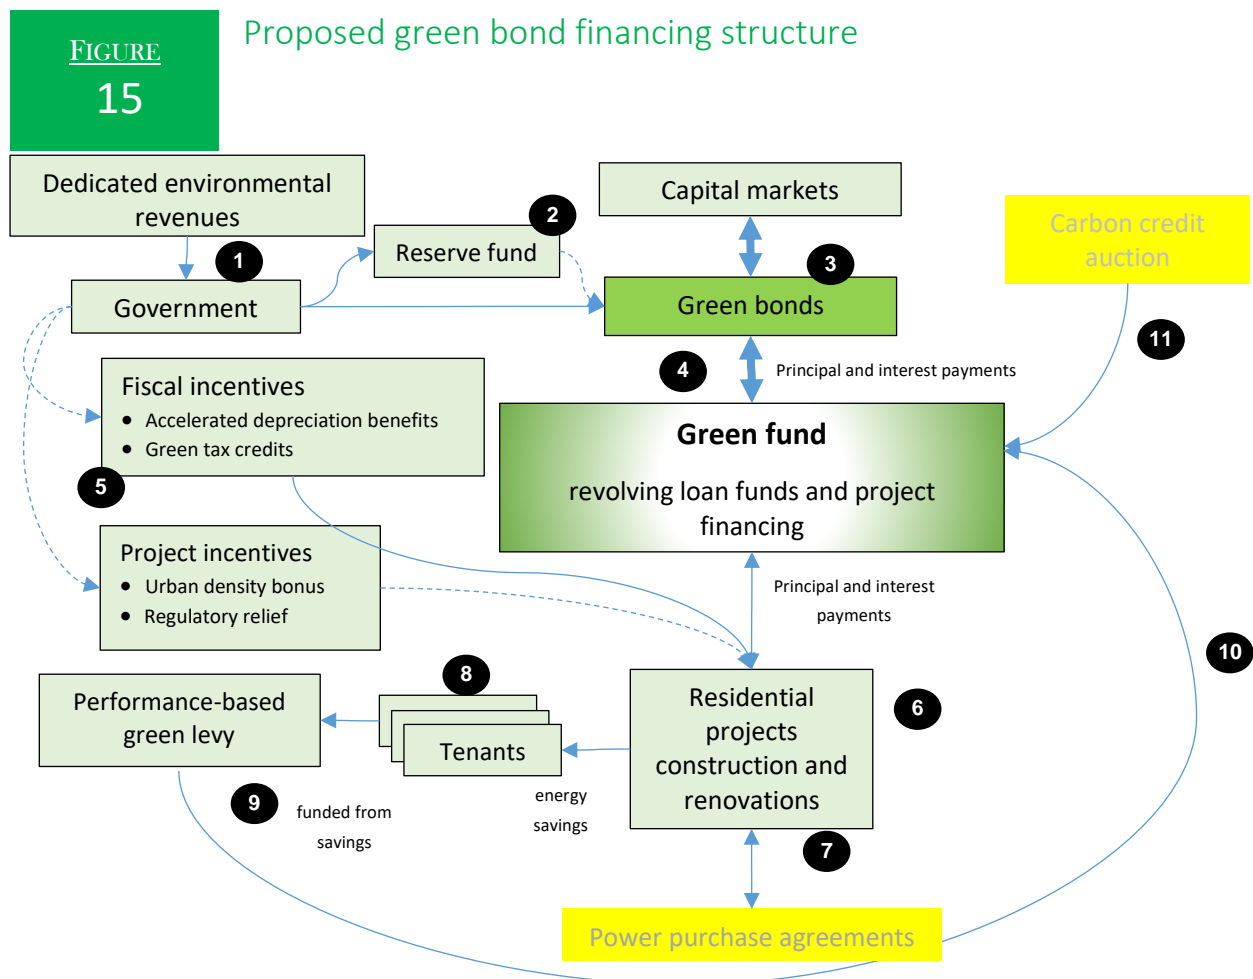 FIGURE
15
Proposed green bond financing structure
Dedicated environmental
revenues
1
Government
2
Reserve fund
Capital markets
3
Green bonds
Carbon credit
auction
11
4
Principal and interest payments
Fiscal incentives
• Accelerated depreciation benefits
• Green tax credits
5
Green fund
revolving loan funds and project
financing
Project incentives
• Urban density bonus
• Regulatory relief
Principal and interest
payments
10
Performance-based
green levy
8
Tenants
Residential
projects
construction and
renovations
6
9
funded from
savings
energy
savings
7
Power purchase agreements